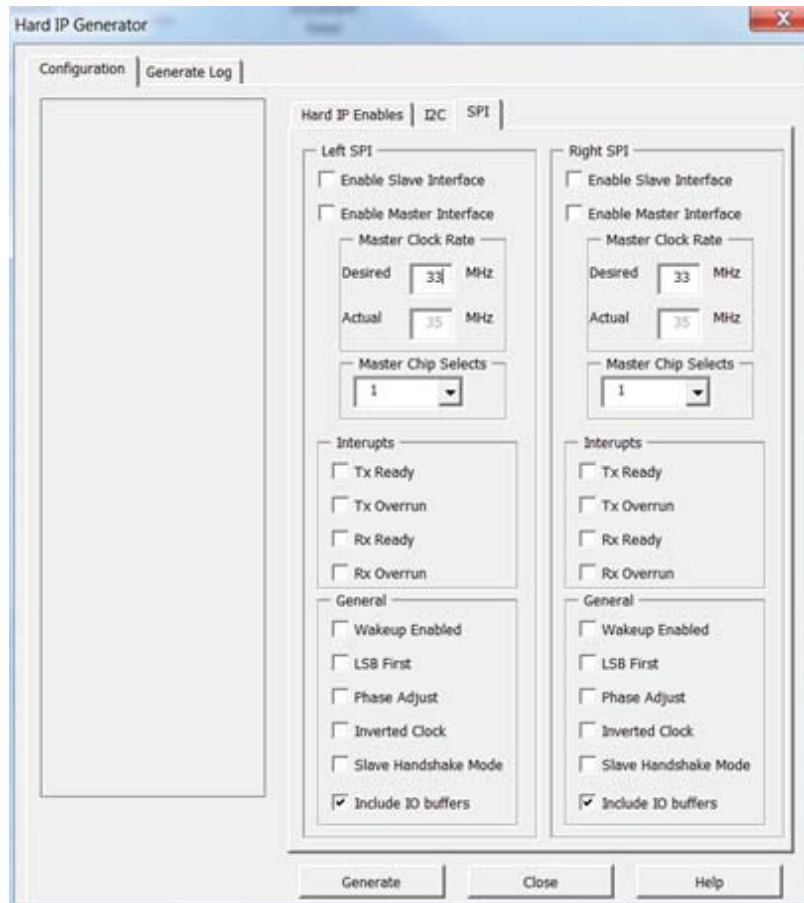 Hard IP Generator
Configuration
Generate Log
Hard IP Enables
I2C
SPI
Left SPI
Enable Slave Interface
Enable Master Interface
Master Clock Rate
Desired 33 MHz
Actual 35 MHz
Master Chip Selects
1
Interupts
Tx Ready
Tx Overrun
Rx Ready
Rx Overrun
General
Wakeup Enabled
LSB First
Phase Adjust
Inverted Clock
Slave Handshake Mode
Include IO buffers
Right SPI
Enable Slave Interface
Enable Master Interface
Master Clock Rate
Desired 33 MHz
Actual 35 MHz
Master Chip Selects
1
Interupts
Tx Ready
Tx Overrun
Rx Ready
Rx Overrun
General
Wakeup Enabled
LSB First
Phase Adjust
Inverted Clock
Slave Handshake Mode
Include IO buffers
Generate
Close
Help